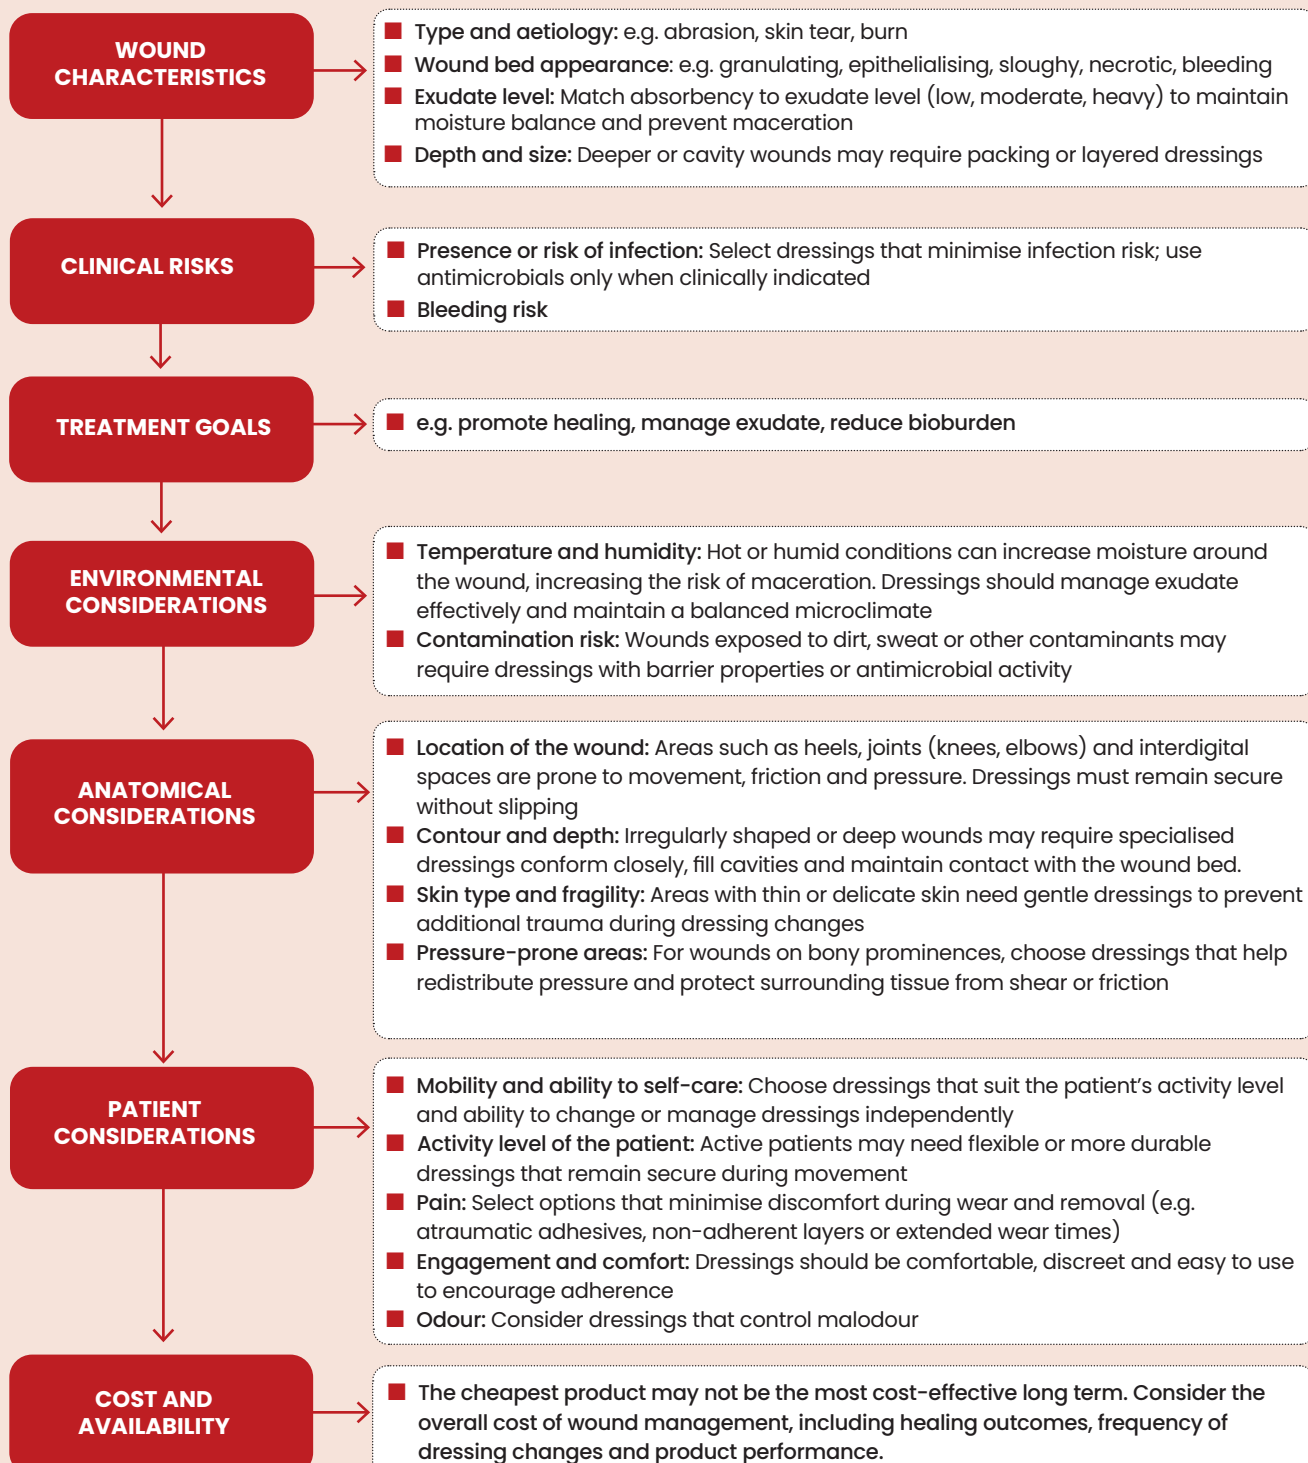 WOUND
CHARACTERISTICS
Type and aetiology: e.g. abrasion, skin tear, burn
Wound bed appearance: e.g. granulating, epithelialising, sloughy, necrotic, bleeding
Exudate level: Match absorbency to exudate level (low, moderate, heavy) to maintain
moisture balance and prevent maceration
Depth and size: Deeper or cavity wounds may require packing or layered dressings
CLINICAL RISKS
Presence or risk of infection: Select dressings that minimise infection risk; use
antimicrobials only when clinically indicated
Bleeding risk
TREATMENT GOALS
e.g. promote healing, manage exudate, reduce bioburden
ENVIRONMENTAL
CONSIDERATIONS
Temperature and humidity: Hot or humid conditions can increase moisture around
the wound, increasing the risk of maceration. Dressings should manage exudate
effectively and maintain a balanced microclimate
Contamination risk: Wounds exposed to dirt, sweat or other contaminants may
require dressings with barrier properties or antimicrobial activity
ANATOMICAL
CONSIDERATIONS
Location of the wound: Areas such as heels, joints (knees, elbows) and interdigital
spaces are prone to movement, friction and pressure. Dressings must remain secure
without slipping
Contour and depth: Irregularly shaped or deep wounds may require specialised
dressings conform closely, fill cavities and maintain contact with the wound bed.
Skin type and fragility: Areas with thin or delicate skin need gentle dressings to prevent
additional trauma during dressing changes
Pressure-prone areas: For wounds on bony prominences, choose dressings that help
redistribute pressure and protect surrounding tissue from shear or friction
PATIENT
CONSIDERATIONS
Mobility and ability to self-care: Choose dressings that suit the patient's activity level
and ability to change or manage dressings independently
Activity level of the patient: Active patients may need flexible or more durable
dressings that remain secure during movement
Pain: Select options that minimise discomfort during wear and removal (e.g.
atraumatic adhesives, non-adherent layers or extended wear times)
Engagement and comfort: Dressings should be comfortable, discreet and easy to use
to encourage adherence
Odour: Consider dressings that control malodour
COST AND
AVAILABILITY
The cheapest product may not be the most cost-effective long term. Consider the
overall cost of wound management, including healing outcomes, frequency of
dressing changes and product performance.